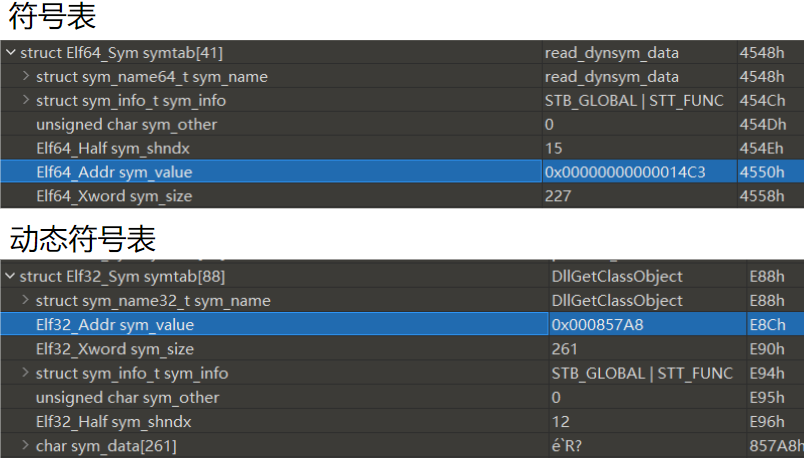 符号表
struct Elf64_Sym symtab[41] read_dynsym_data 4548h
struct sym_name64_t sym_name read_dynsym_data 4548h
struct sym_info_t sym_info STB_GLOBAL | STT_FUNC 454Ch
unsigned char sym_other 0 454Dh
Elf64_Half sym_shndx 15 454Eh
Elf64_Addr sym_value 0x00000000000014C3 4550h
Elf64_Xword sym_size 227 4558h
动态符号表
struct Elf32_Sym symtab[88] DllGetClassObject E88h
struct sym_name32_t sym_name DllGetClassObject E88h
Elf32_Addr sym_value 0x000857A8 E8Ch
Elf32_Xword sym_size 261 E90h
struct sym_info_t sym_info STB_GLOBAL | STT_FUNC E94h
unsigned char sym_other 0 E95h
Elf32_Half sym_shndx 12 E96h
char sym_data[261] é`R? 857A8h